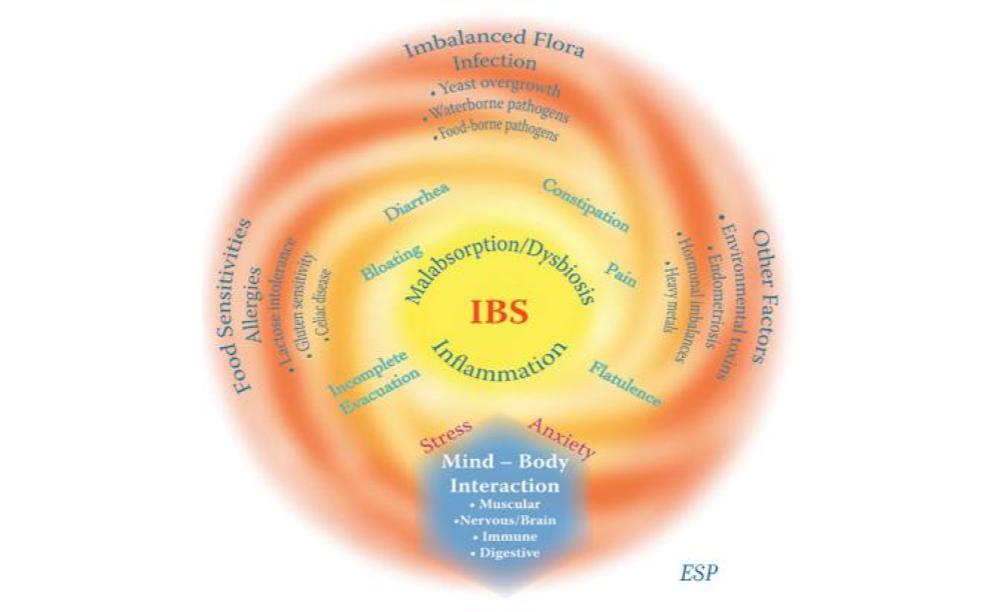 Imbalanced Flora
Infection
• Yeast overgrowth
• Waterborne pathogens
• Food-borne pathogens
Diarrhea
Constipation
Bloating
Pain
Malabsorption/Dysbiosis
IBS
Inflammation
Incomplete
Evacuation
Flatulence
Food Sensitivities
Allergies
• Lactose intolerance
• Gluten sensitivity
• Celiac disease
Other Factors
• Environmental toxins
• Endometriosis
• Hormonal imbalances
• Heavy metals
Stress
Anxiety
Mind – Body
Interaction
• Muscular
•Nervous/Brain
• Immune
• Digestive
ESP